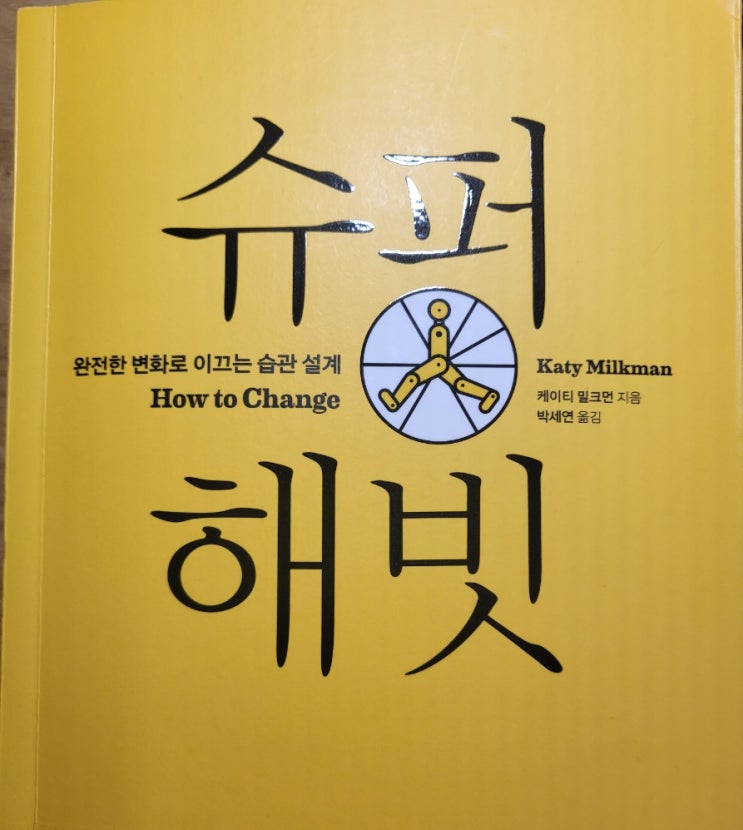 슈퍼
완전한 변화로 이끄는 습관 설계
How to Change
Katy Milkman
케이티 밀크먼 지음
박세연 옮김
해빗